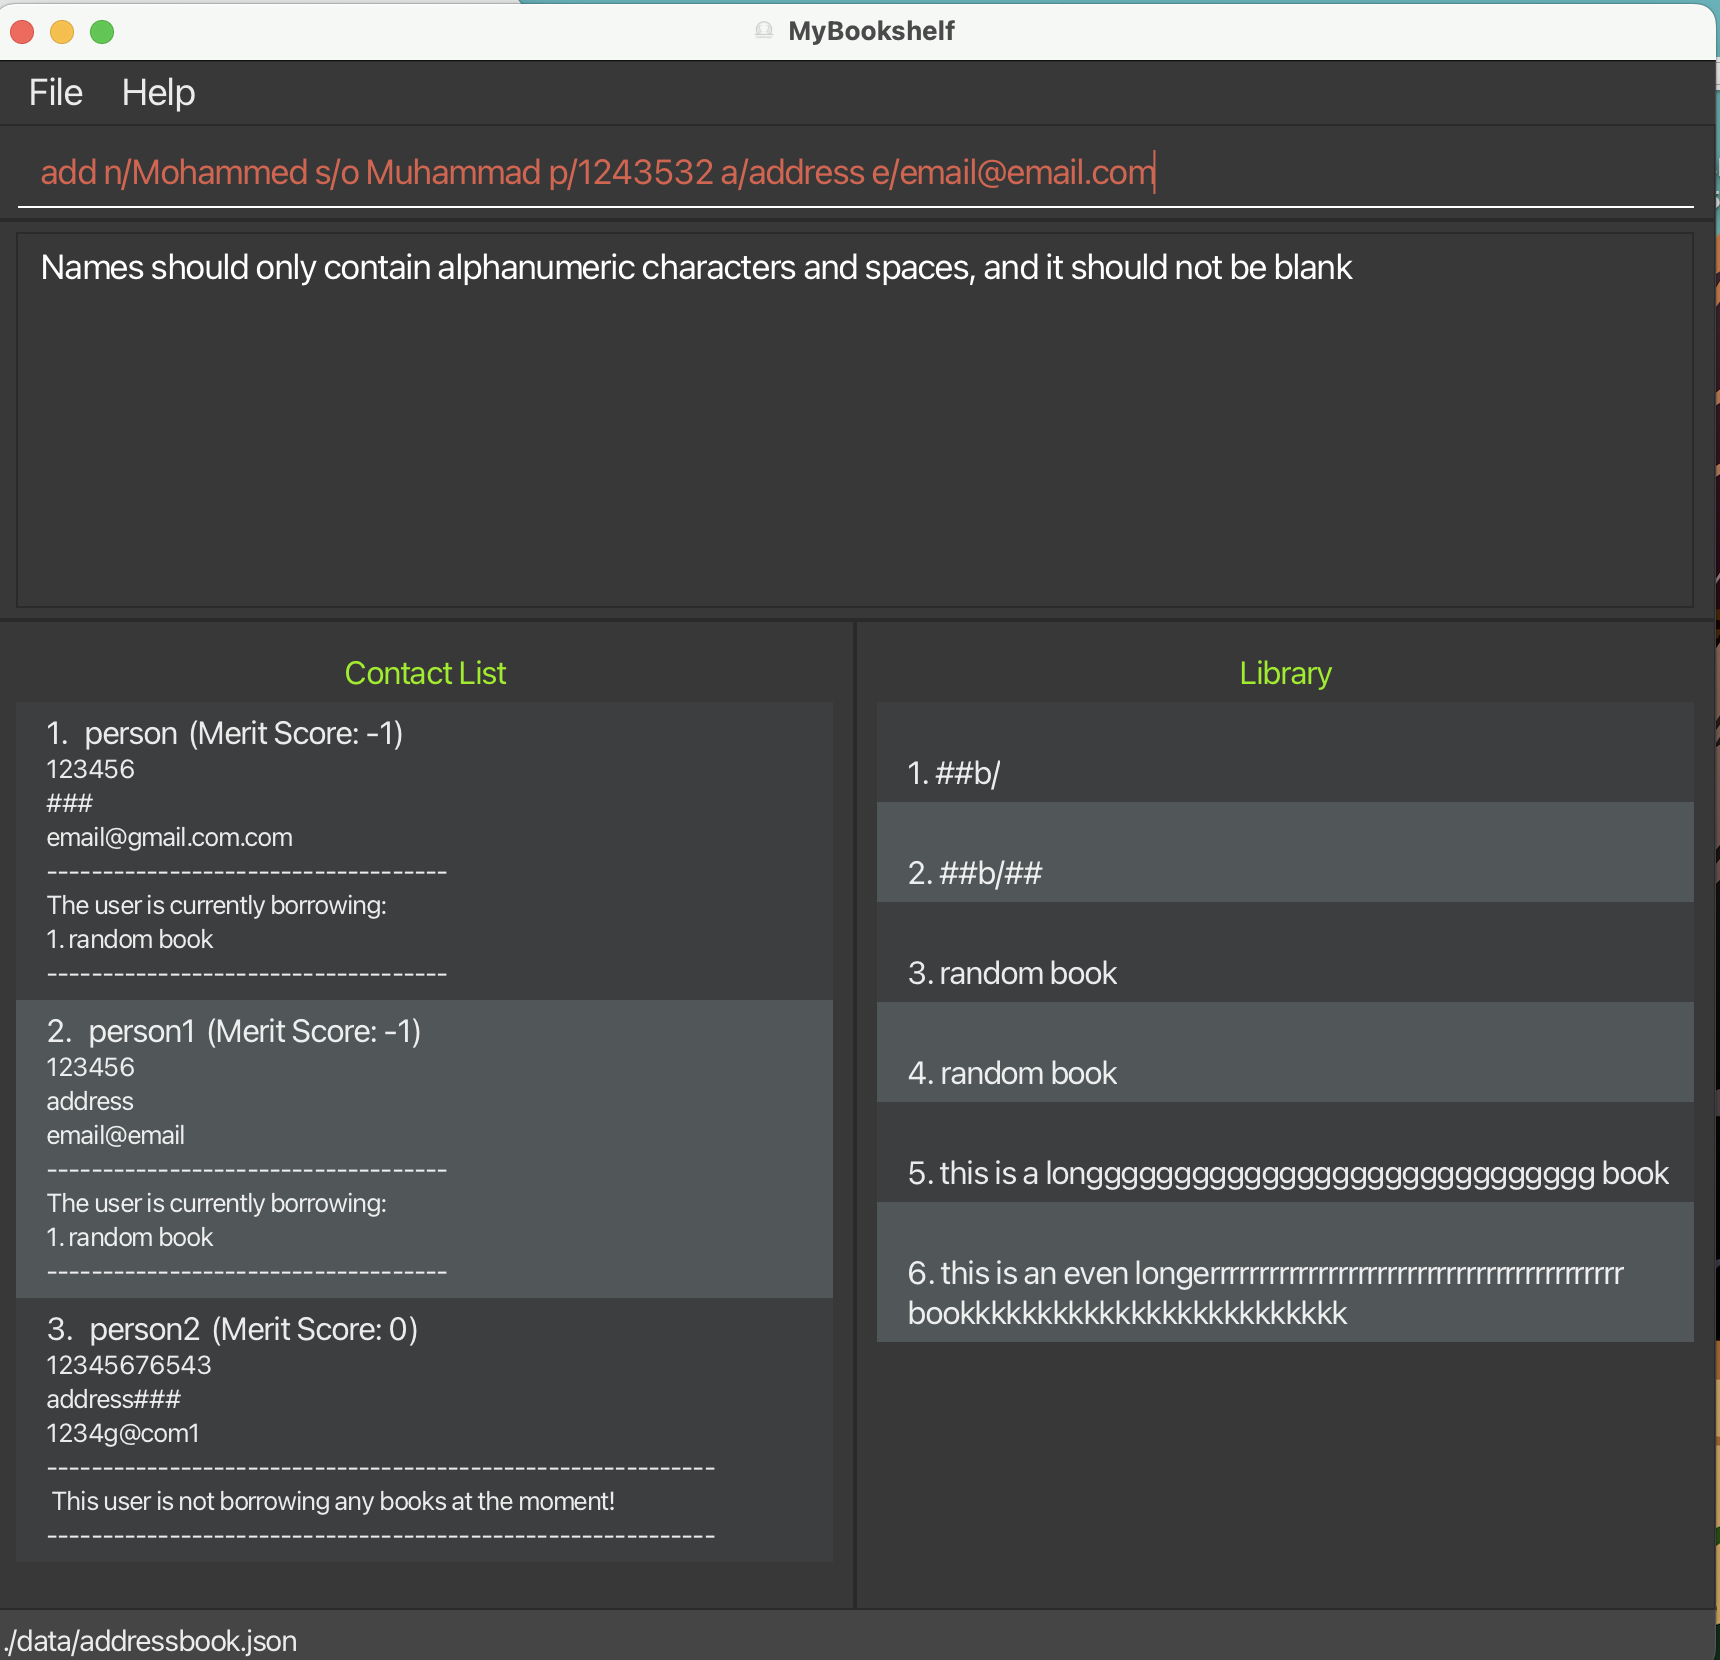 MyBookshelf
File Help
add n/Mohammed s/o Muhammad p/1243532 a/address e/email@email.com
Names should only contain alphanumeric characters and spaces, and it should not be blank
Contact List
1. person (Merit Score: -1)
123456
###
email@gmail.com.com
------------------------------------
The user is currently borrowing:
1. random book
------------------------------------
2. person1 (Merit Score: -1)
123456
address
email@email
------------------------------------
The user is currently borrowing:
1. random book
------------------------------------
3. person2 (Merit Score: 0)
12345676543
address###
1234g@com1
------------------------------------------------------------
This user is not borrowing any books at the moment!
------------------------------------------------------------
Library
1. ##b/
2. ##b/##
3. random book
4. random book
5. this is a longggggggggggggggggggggggggggggg book
6. this is an even longerrrrrrrrrrrrrrrrrrrrrrrrrrrrrrrrrrrrrrrrrrr
bookkkkkkkkkkkkkkkkkkkkkkkkk
./data/addressbook.json